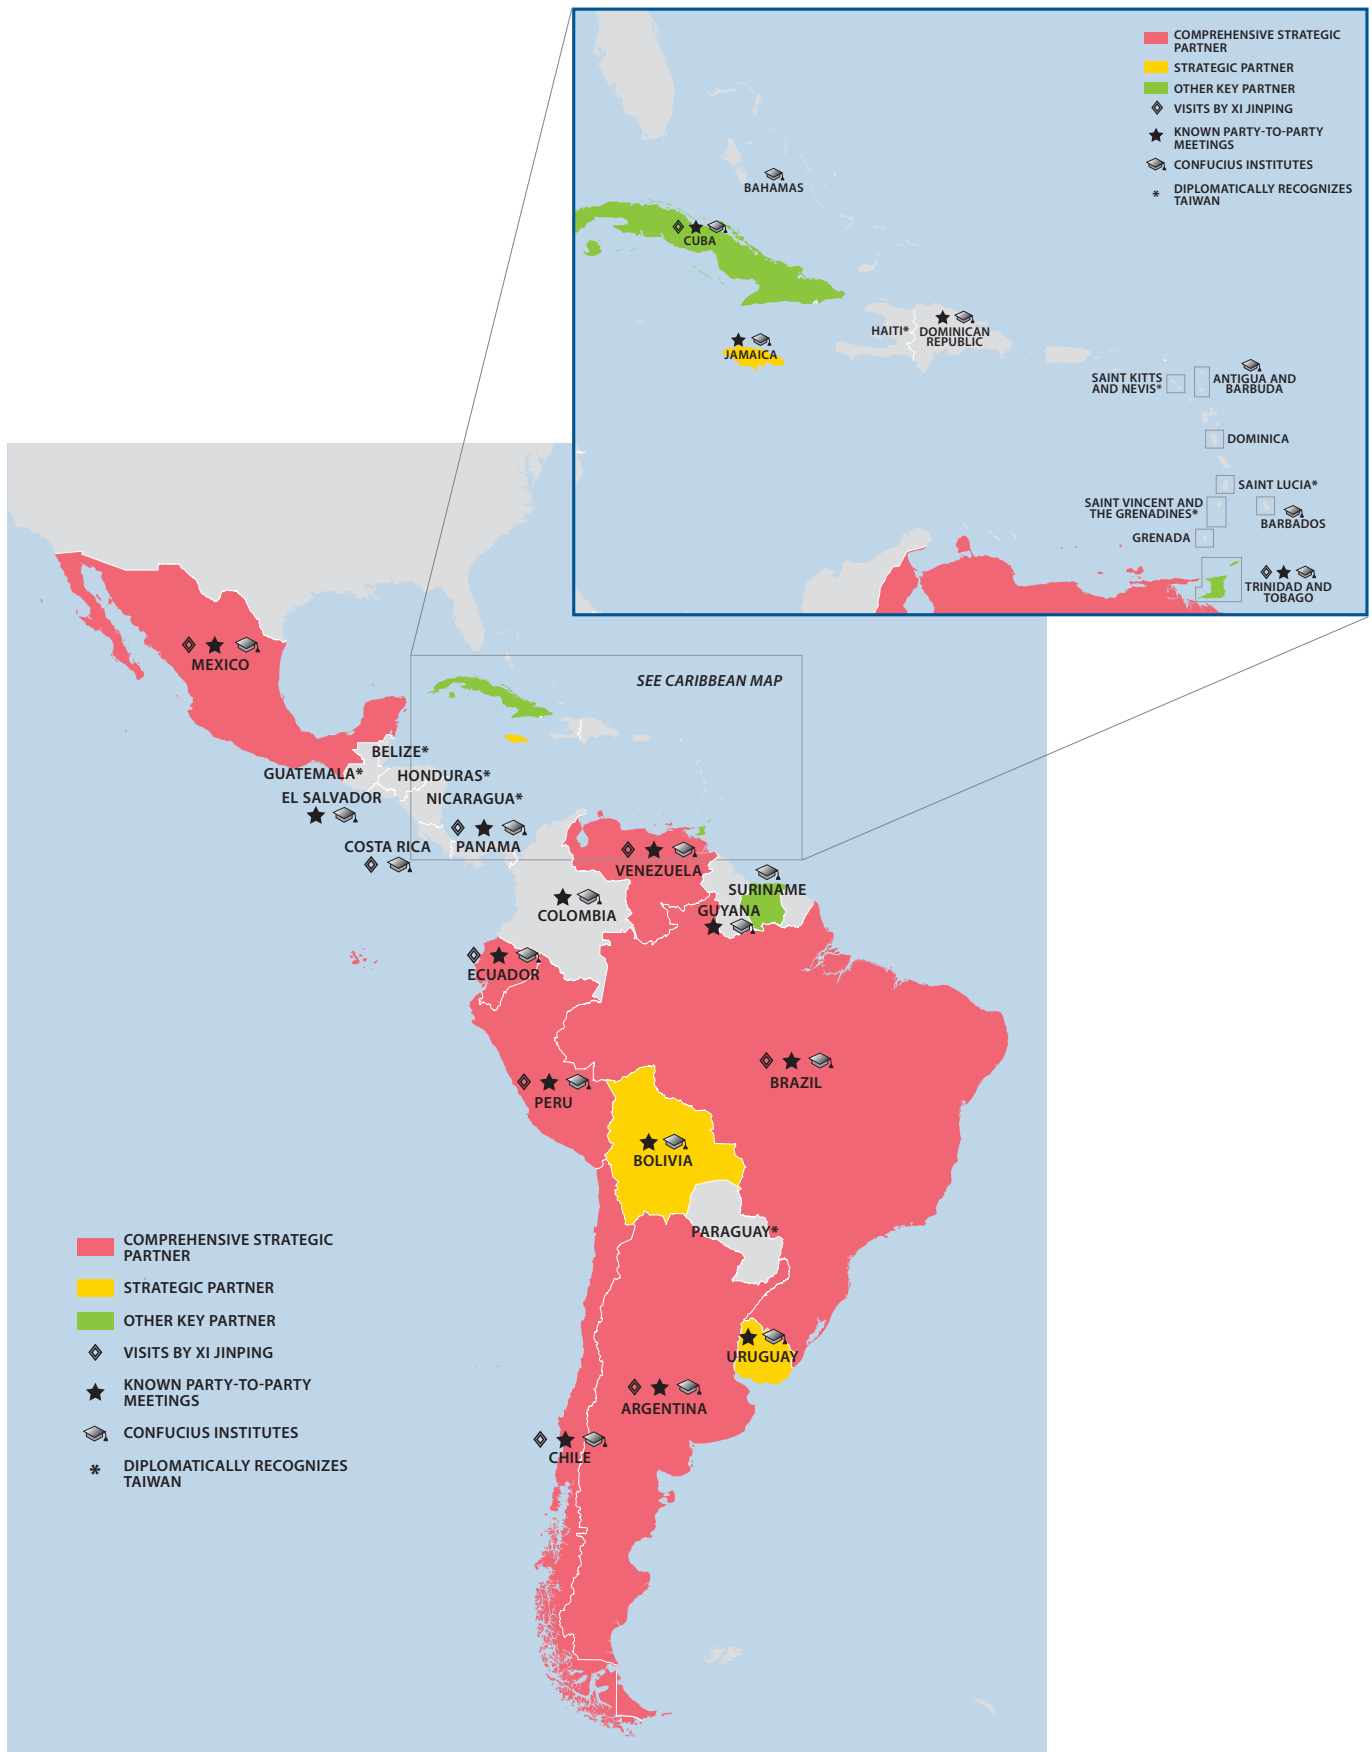 COMPREHENSIVE STRATEGIC
PARTNER
STRATEGIC PARTNER
OTHER KEY PARTNER
VISITS BY XI JINPING
KNOWN PARTY-TO-PARTY
MEETINGS
CONFUCIUS INSTITUTES
* DIPLOMATICALLY RECOGNIZES
TAIWAN
BAHAMAS
CUBA
HAITI*
DOMINICAN
REPUBLIC
JAMAICA
SAINT KITTS
AND NEVIS*
ANTIGUA AND
BARBUDA
DOMINICA
SAINT LUCIA*
SAINT VINCENT AND
THE GRENADINES*
BARBADOS
GRENADA
TRINIDAD AND
TOBAGO
MEXICO
SEE CARIBBEAN MAP
BELIZE*
GUATEMALA*
HONDURAS*
EL SALVADOR
NICARAGUA*
COSTA RICA
PANAMA
VENEZUELA
SURINAME
GUYANA
COLOMBIA
ECUADOR
BRAZIL
PERU
BOLIVIA
PARAGUAY*
URUGUAY
ARGENTINA
CHILE
COMPREHENSIVE STRATEGIC
PARTNER
STRATEGIC PARTNER
OTHER KEY PARTNER
VISITS BY XI JINPING
KNOWN PARTY-TO-PARTY
MEETINGS
CONFUCIUS INSTITUTES
* DIPLOMATICALLY RECOGNIZES
TAIWAN